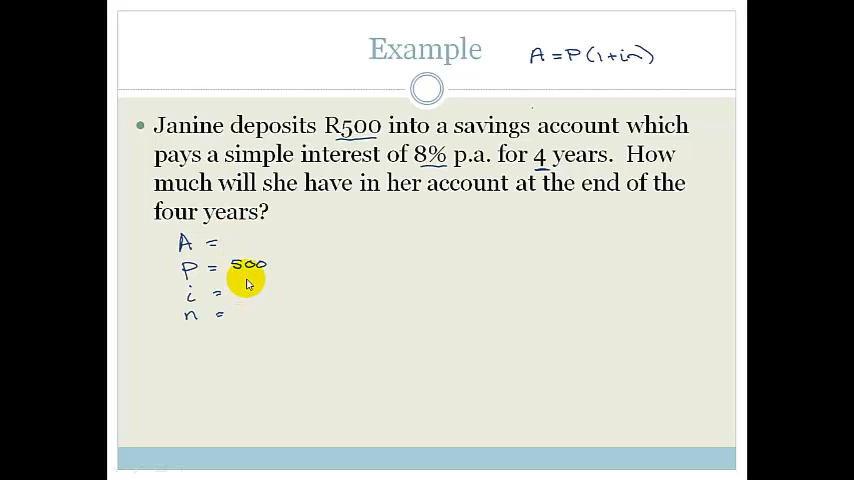 Example
A = P(1+in)
• Janine deposits R500 into a savings account which
pays a simple interest of 8% p.a. for 4 years. How
much will she have in her account at the end of the
four years?
A =
P = 500
i =
n =